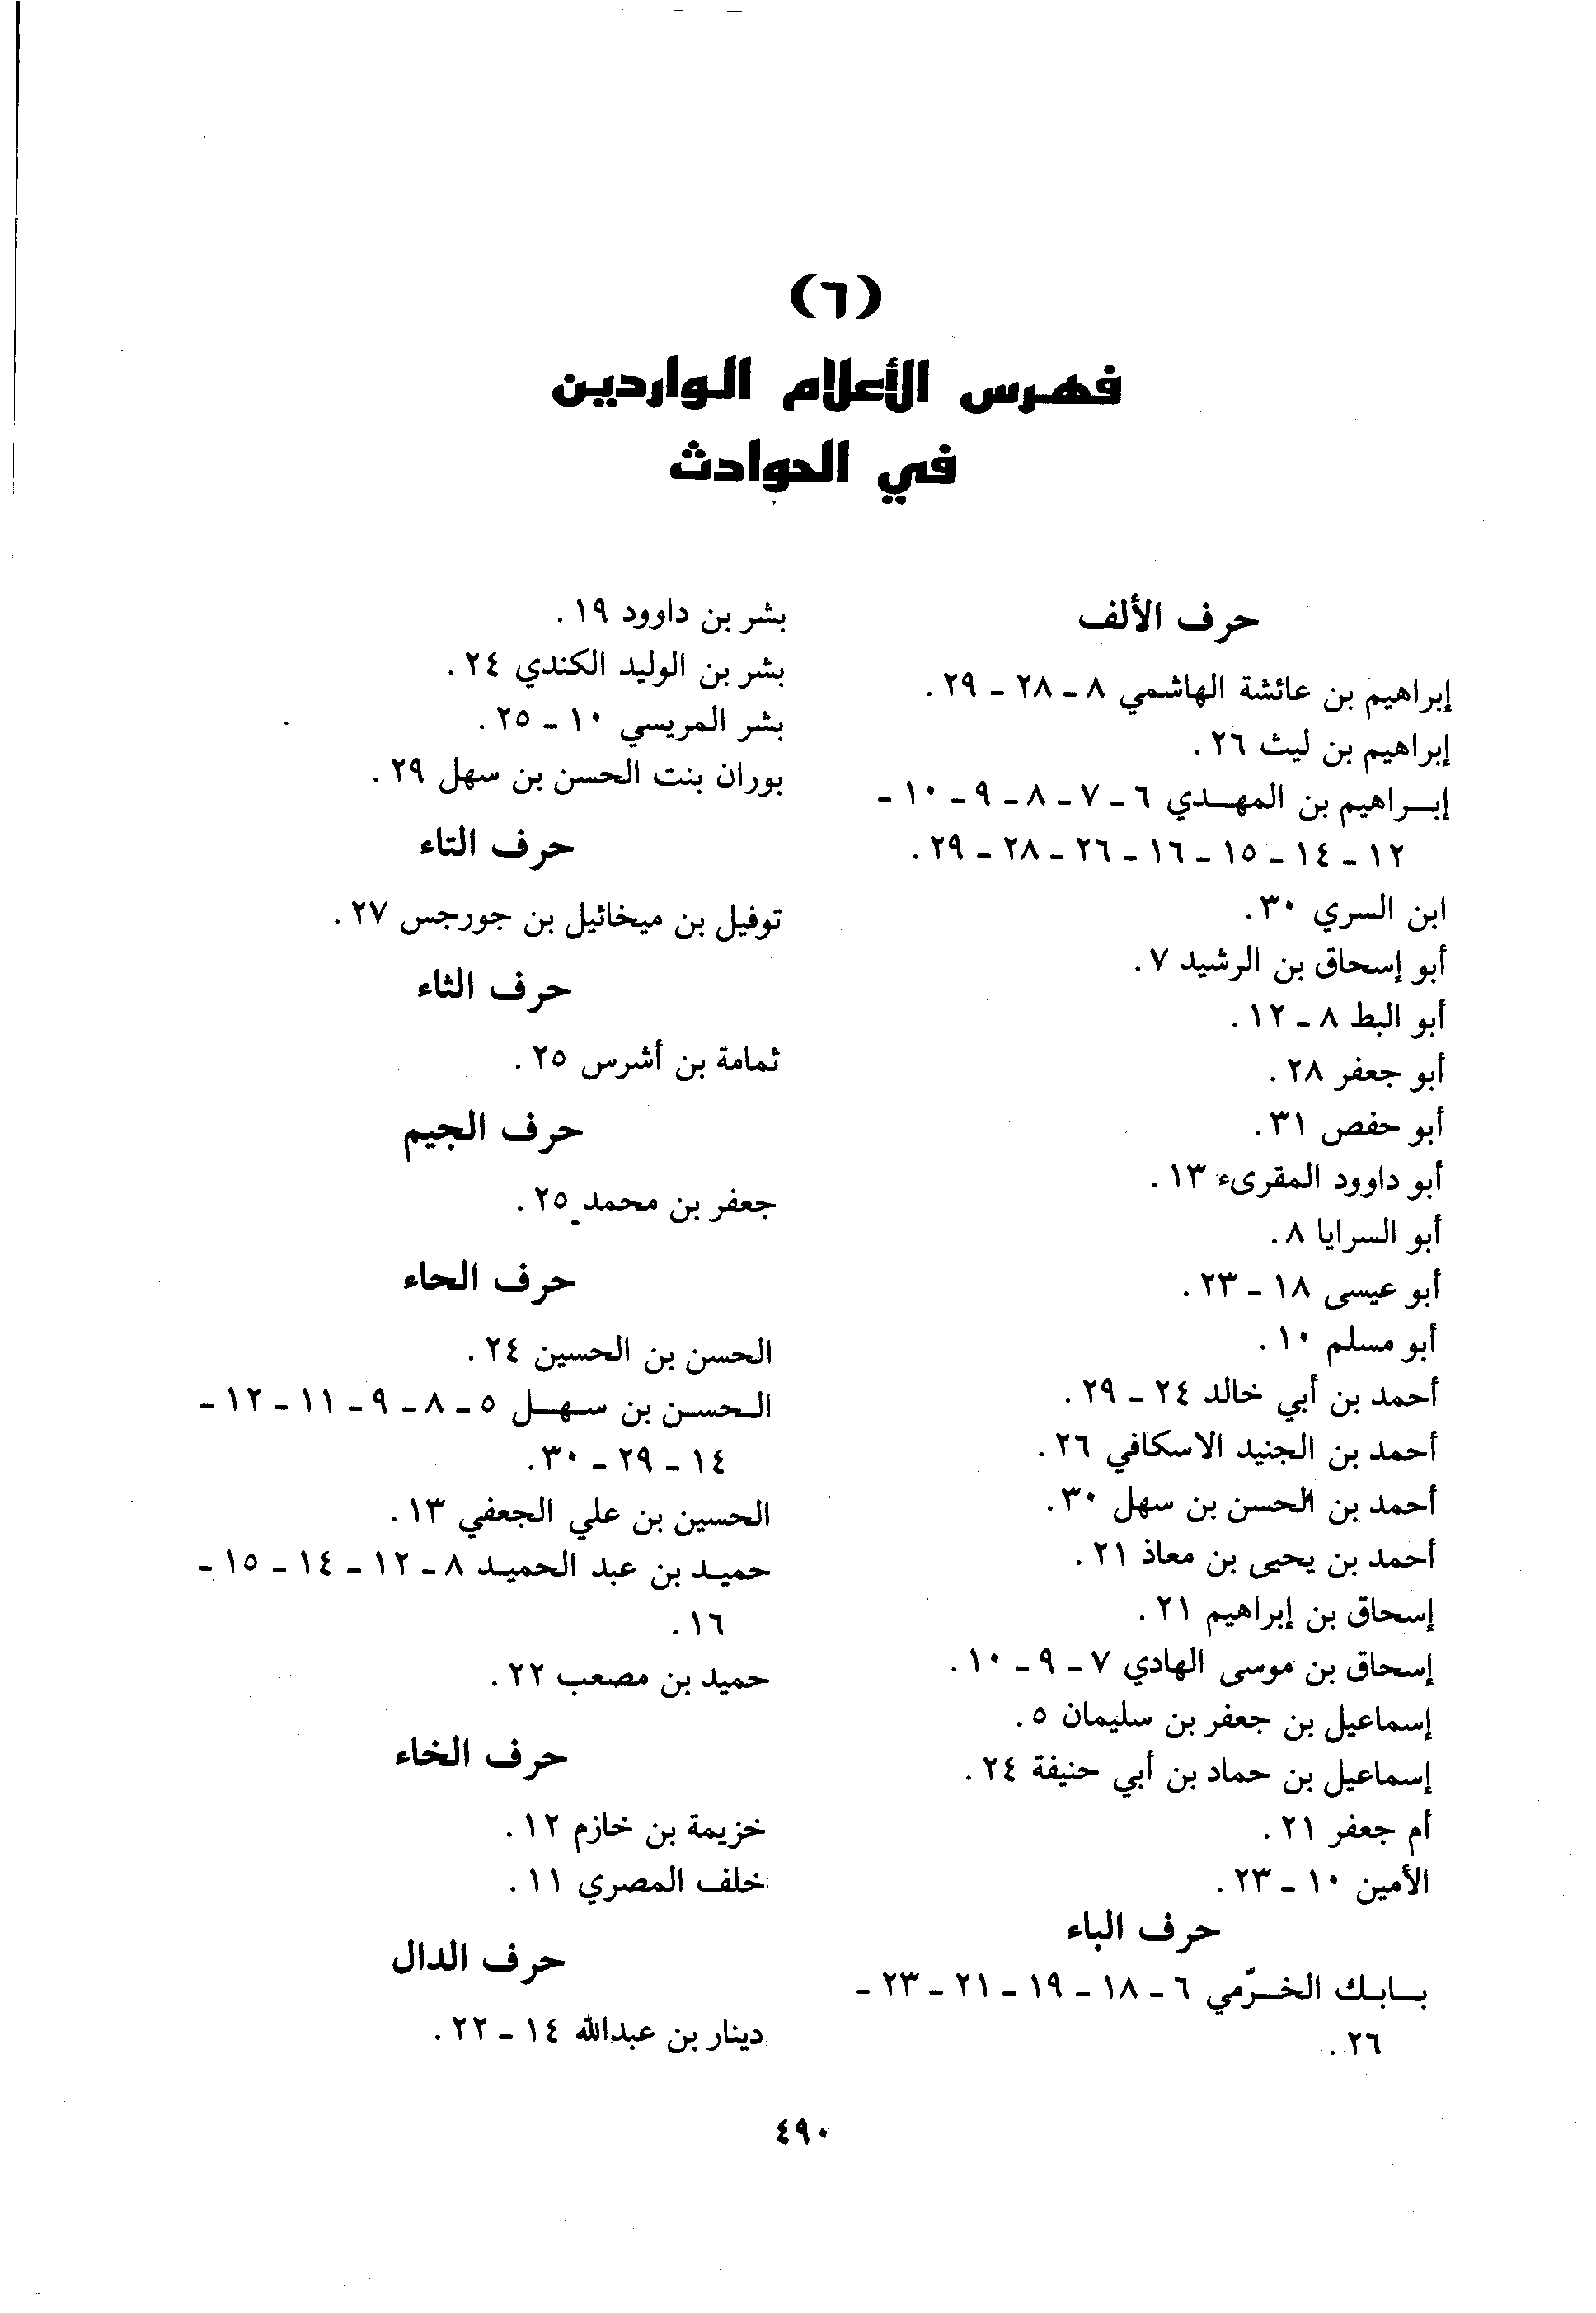 (٦)
فهرس الأعلام الواردين
في الحوادث
حرف الألف
إبراهيم بن عائشة الهاشمي ٨ - ٢٨ - ٢٩.
إبراهيم بن ليث ٢٦.
إبراهيم بن المهدي ٦ - ٧ - ٨ - ٩ - ١٠ -
١٢ - ١٤ - ١٥ - ١٦ - ٢٦ - ٢٨ - ٢٩.
ابن السري ٣٠.
أبو إسحاق بن الرشيد ٧.
أبو البط ٨ - ١٢.
أبو جعفر ٢٨.
أبو حفص ٣١.
أبو داوود المقرىء ١٣.
أبو السرايا ٨.
أبو عيسى ١٨ - ٢٣.
أبو مسلم ١٠.
أحمد بن أبي خالد ٢٤ - ٢٩.
أحمد بن الجنيد الاسكافي ٢٦.
أحمد بن الحسن بن سهل ٣٠.
أحمد بن يحيى بن معاذ ٢١.
إسحاق بن إبراهيم ٢١.
إسحاق بن موسى الهادي ٧ - ٩ - ١٠.
إسماعيل بن جعفر بن سليمان ٥.
إسماعيل بن حماد بن أبي حنيفة ٢٤.
أم جعفر ٢١.
الأمين ١٠ - ٢٣.
حرف الباء
بابك الخرّمي ٦ - ١٨ - ١٩ - ٢١ - ٢٣ -
٢٦.
بشر بن داوود ١٩.
بشر بن الوليد الكندي ٢٤.
بشر المريسي ١٠ - ٢٥.
بوران بنت الحسن بن سهل ٢٩.
حرف التاء
توفيل بن ميخائيل بن جورجس ٢٧.
حرف الثاء
ثمامة بن أشرس ٢٥.
حرف الجيم
جعفر بن محمد ٢٥.
حرف الحاء
الحسن بن الحسين ٢٤.
الحسن بن سهل ٥ - ٨ - ٩ - ١١ - ١٢ -
١٤ - ٢٩ - ٣٠.
الحسين بن علي الجعفي ١٣.
حميد بن عبد الحميد ٨ - ١٢ - ١٤ - ١٥ -
١٦.
حميد بن مصعب ٢٢.
حرف الخاء
خزيمة بن خازم ١٢.
خلف المصري ١١.
حرف الدال
دينار بن عبدالله ١٤ - ٢٢.
٤٩٠